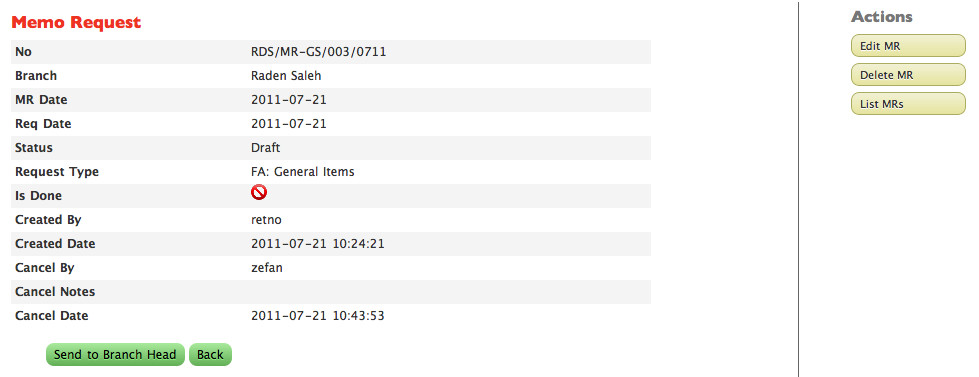 Memo Request
No RDS/MR-GS/003/0711
Branch Raden Saleh
MR Date 2011-07-21
Req Date 2011-07-21
Status Draft
Request Type FA: General Items
Is Done
Created By retno
Created Date 2011-07-21 10:24:21
Cancel By zefan
Cancel Notes
Cancel Date 2011-07-21 10:43:53
Send to Branch Head Back
Actions
Edit MR
Delete MR
List MRs